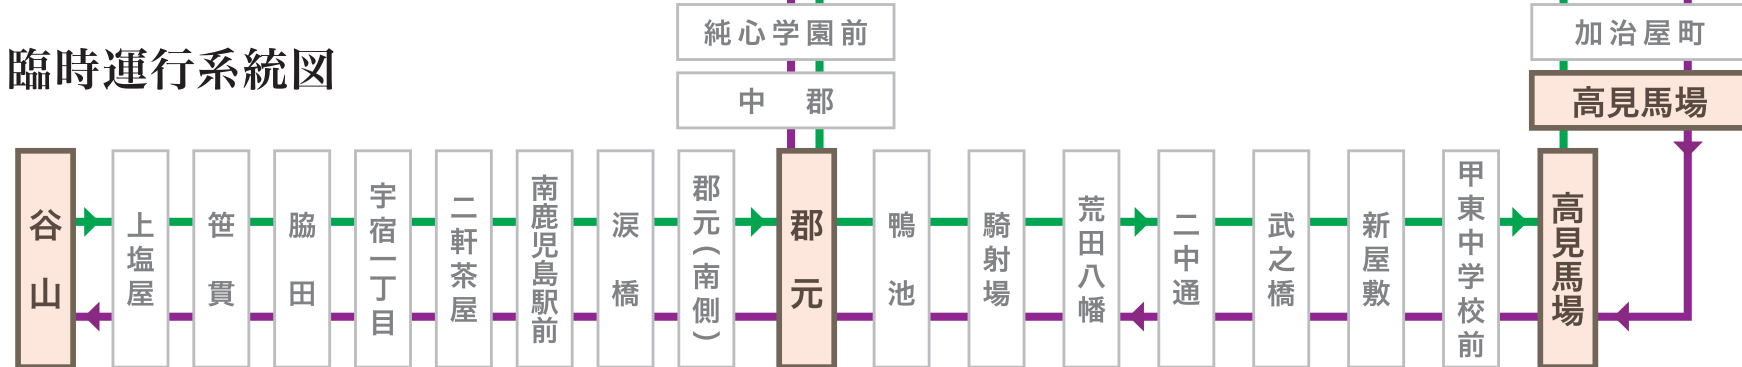 臨時運行系統図
純心学園前
中郡
加治屋町
高見馬場
谷山
上塩屋
笹貫
脇田
宇宿一丁目
二軒茶屋
南鹿児島駅前
涙橋
郡元(南側)
郡元
鴨池
騎射場
荒田八幡
二中通
武之橋
新屋敷
甲東中学校前
高見馬場